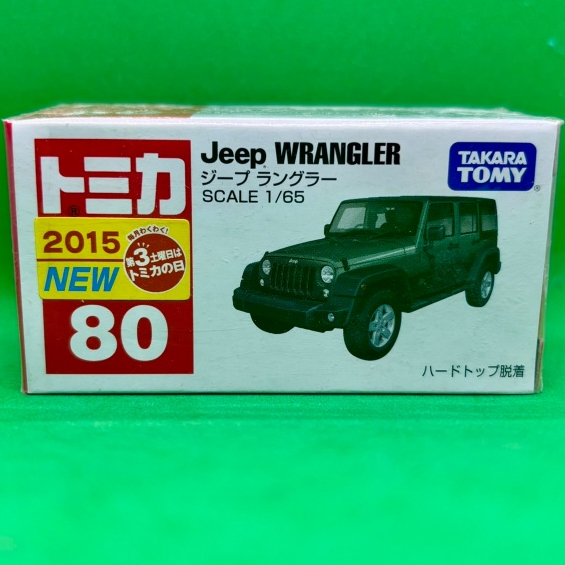 トミカ
®
2015
NEW
毎月わくわく!
第3土曜日は
トミカの日
80
Jeep® WRANGLER
ジープ ラングラー
SCALE 1/65
TAKARA
TOMY®
Jeep
ハードトップ脱着